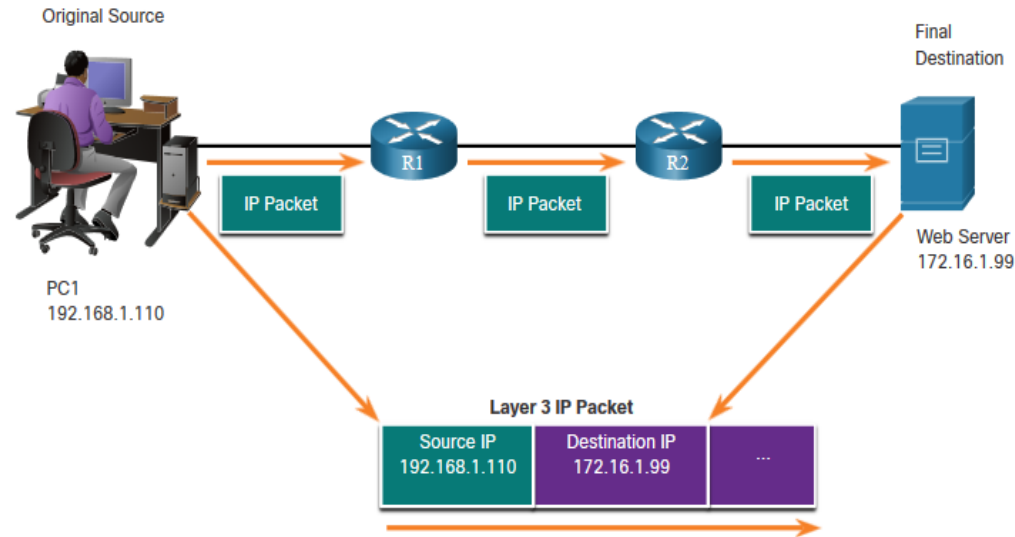 Original Source
Final
Destination
R1
R2
IP Packet
IP Packet
IP Packet
Web Server
172.16.1.99
PC1
192.168.1.110
Layer 3 IP Packet
Source IP
192.168.1.110
Destination IP
172.16.1.99
...